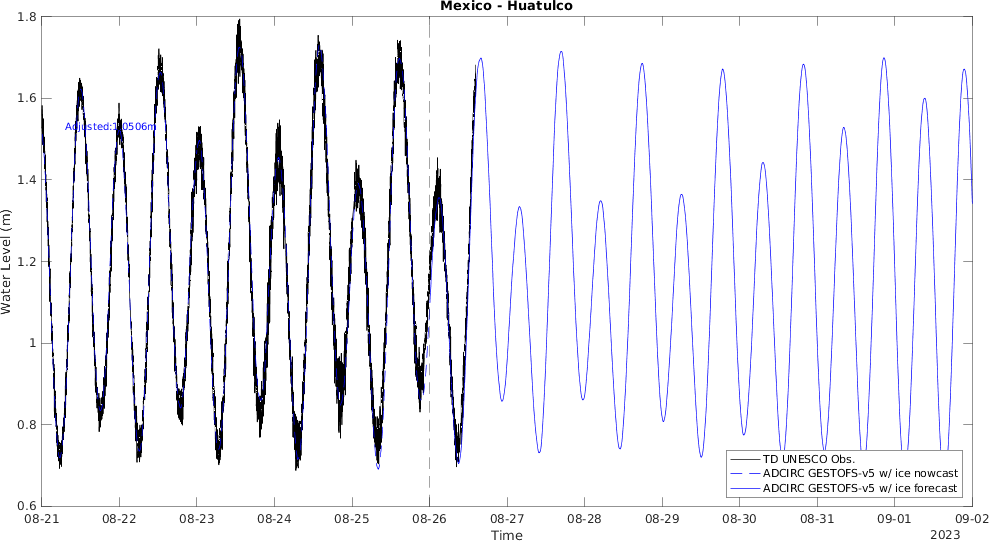 Mexico - Huatulco
1.8
1.6
1.4
1.2
1
0.8
0.6
Water Level (m)
Adjusted:1.0506m
TD UNESCO Obs.
ADCIRC GESTOFS-v5 w/ ice nowcast
ADCIRC GESTOFS-v5 w/ ice forecast
08-21 08-22 08-23 08-24 08-25 08-26 08-27 08-28 08-29 08-30 08-31 09-01 09-02
Time
2023